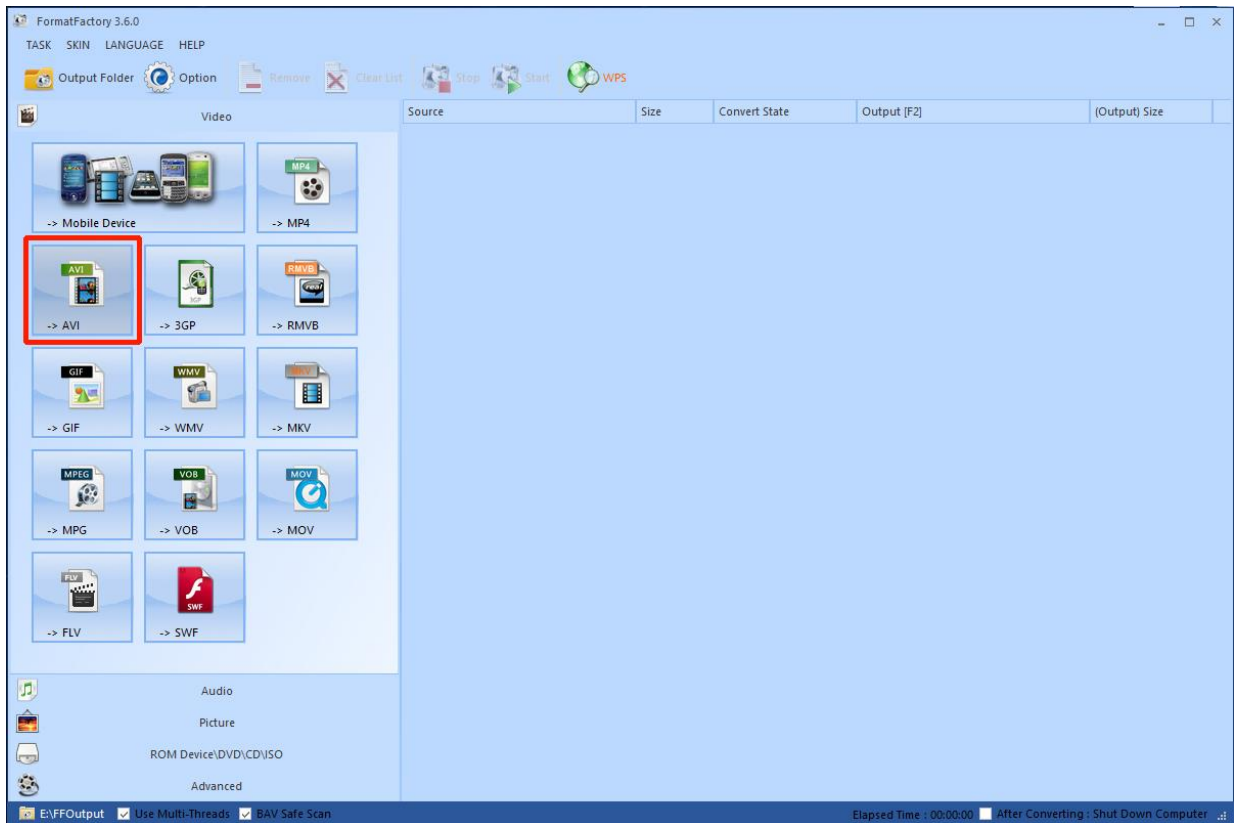 FormatFactory 3.6.0
TASK SKIN LANGUAGE HELP
Output Folder Option Remove Clear List Stop Start WPS
Video
Source Size Convert State Output [F2] (Output) Size
MP4
-> Mobile Device -> MP4
AVI 3GP RMVB real
-> AVI -> 3GP -> RMVB
GIF WMV MKV
-> GIF -> WMV -> MKV
MPEG VOB MOV
-> MPG -> VOB -> MOV
FLV SWF
-> FLV -> SWF
Audio
Picture
ROM Device\DVD\CD\ISO
Advanced
E:\FFOutput Use Multi-Threads BAV Safe Scan Elapsed Time : 00:00:00 After Converting : Shut Down Computer